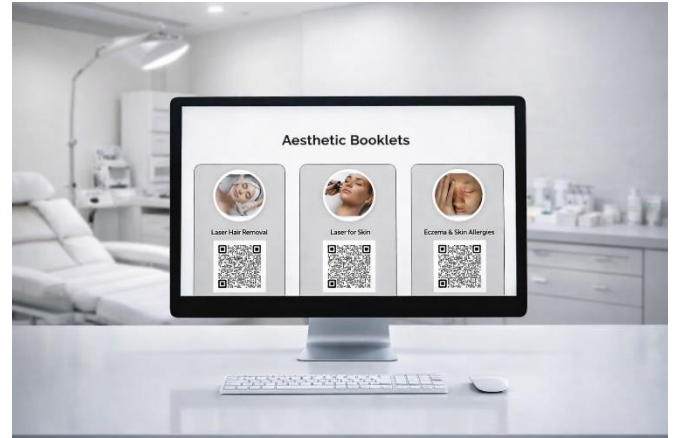 Aesthetic Booklets
Laser Hair Removal
Laser for Skin
Eczema & Skin Allergies